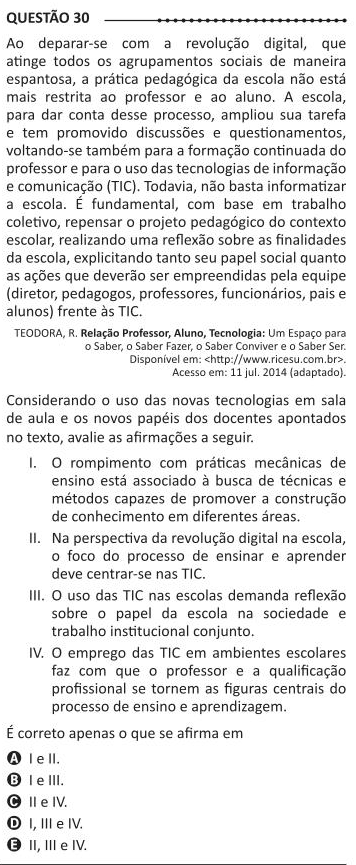 QUESTÃO 30
Ao deparar-se com a revolução digital, que
atinge todos os agrupamentos sociais de maneira
espantosa, a prática pedagógica da escola não está
mais restrita ao professor e ao aluno. A escola,
para dar conta desse processo, ampliou sua tarefa
e tem promovido discussões e questionamentos,
voltando-se também para a formação continuada do
professor e para o uso das tecnologias de informação
e comunicação (TIC). Todavia, não basta informatizar
a escola. É fundamental, com base em trabalho
coletivo, repensar o projeto pedagógico do contexto
escolar, realizando uma reflexão sobre as finalidades
da escola, explicitando tanto seu papel social quanto
as ações que deverão ser empreendidas pela equipe
(diretor, pedagogos, professores, funcionários, pais e
alunos) frente às TIC.
TEODORA, R. Relação Professor, Aluno, Tecnologia: Um Espaço para
o Saber, o Saber Fazer, o Saber Conviver e o Saber Ser.
Disponível em: <http://www.ricesu.com.br>.
Acesso em: 11 jul. 2014 (adaptado).
Considerando o uso das novas tecnologias em sala
de aula e os novos papéis dos docentes apontados
no texto, avalie as afirmações a seguir.
I. O rompimento com práticas mecânicas de
ensino está associado à busca de técnicas e
métodos capazes de promover a construção
de conhecimento em diferentes áreas.
II. Na perspectiva da revolução digital na escola,
o foco do processo de ensinar e aprender
deve centrar-se nas TIC.
III. O uso das TIC nas escolas demanda reflexão
sobre o papel da escola na sociedade e
trabalho institucional conjunto.
IV. O emprego das TIC em ambientes escolares
faz com que o professor e a qualificação
profissional se tornem as figuras centrais do
processo de ensino e aprendizagem.
É correto apenas o que se afirma em
A I e II.
B I e III.
C II e IV.
D I, III e IV.
E II, III e IV.